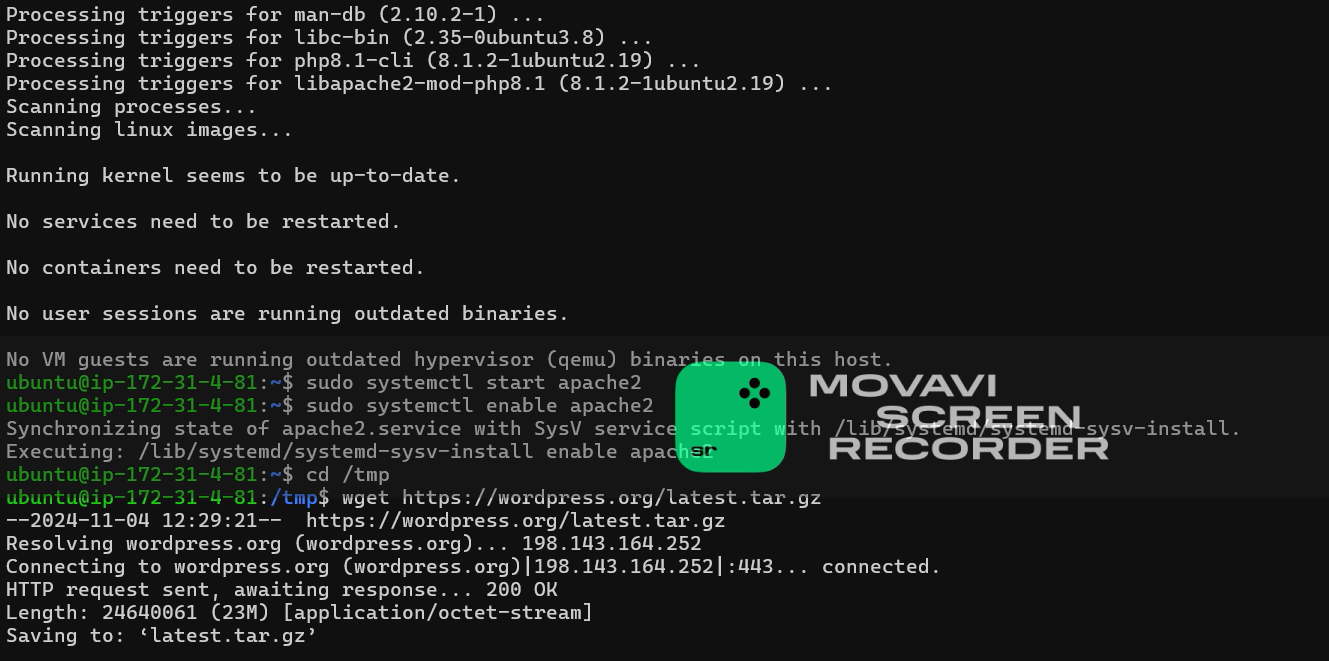 Processing triggers for man-db (2.10.2-1) ...
Processing triggers for libc-bin (2.35-0ubuntu3.8) ...
Processing triggers for php8.1-cli (8.1.2-1ubuntu2.19) ...
Processing triggers for libapache2-mod-php8.1 (8.1.2-1ubuntu2.19) ...
Scanning processes...
Scanning linux images...
Running kernel seems to be up-to-date.
No services need to be restarted.
No containers need to be restarted.
No user sessions are running outdated binaries.
No VM guests are running outdated hypervisor (qemu) binaries on this host.
ubuntu@ip-172-31-4-81:~$ sudo systemctl start apache2
ubuntu@ip-172-31-4-81:~$ sudo systemctl enable apache2
Synchronizing state of apache2.service with SysV service script with /lib/systemd/systemd-sysv-install.
Executing: /lib/systemd/systemd-sysv-install enable apache2
ubuntu@ip-172-31-4-81:~$ cd /tmp
ubuntu@ip-172-31-4-81:/tmp$ wget https://wordpress.org/latest.tar.gz
--2024-11-04 12:29:21--  https://wordpress.org/latest.tar.gz
Resolving wordpress.org (wordpress.org)... 198.143.164.252
Connecting to wordpress.org (wordpress.org)|198.143.164.252|:443... connected.
HTTP request sent, awaiting response... 200 OK
Length: 24640061 (23M) [application/octet-stream]
Saving to: ‘latest.tar.gz’
sr
MOVAVI
SCREEN
RECORDER